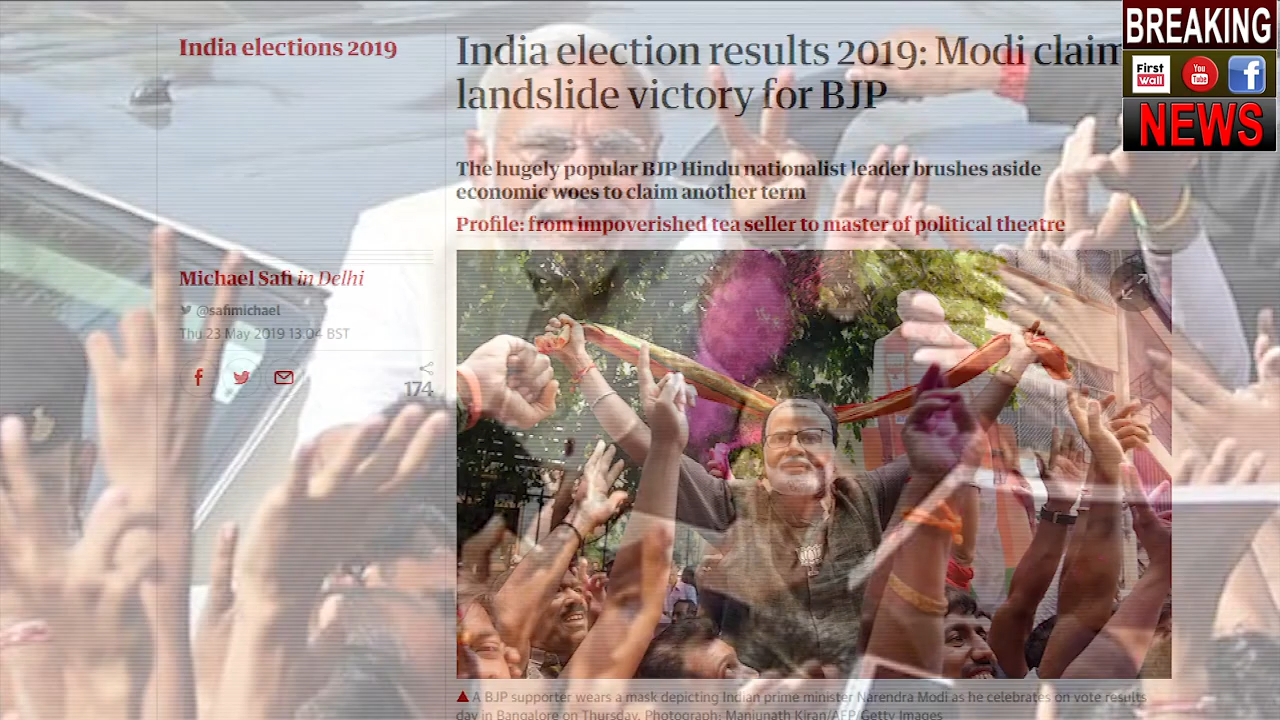 India elections 2019
India election results 2019: Modi claim
landslide victory for BJP
The hugely popular BJP Hindu nationalist leader brushes aside
economic woes to claim another term
Profile: from impoverished tea seller to master of political theatre
Michael Safi in Delhi
@safimichael
Thu 23 May 2019 13:04 BST
174
A BJP supporter wears a mask depicting Indian prime minister Narendra Modi as he celebrates on vote results
day in Bangalore on Thursday. Photograph: Manjunath Kiran/AFP/Getty Images
BREAKING
First
Wall
You
Tube
f
NEWS